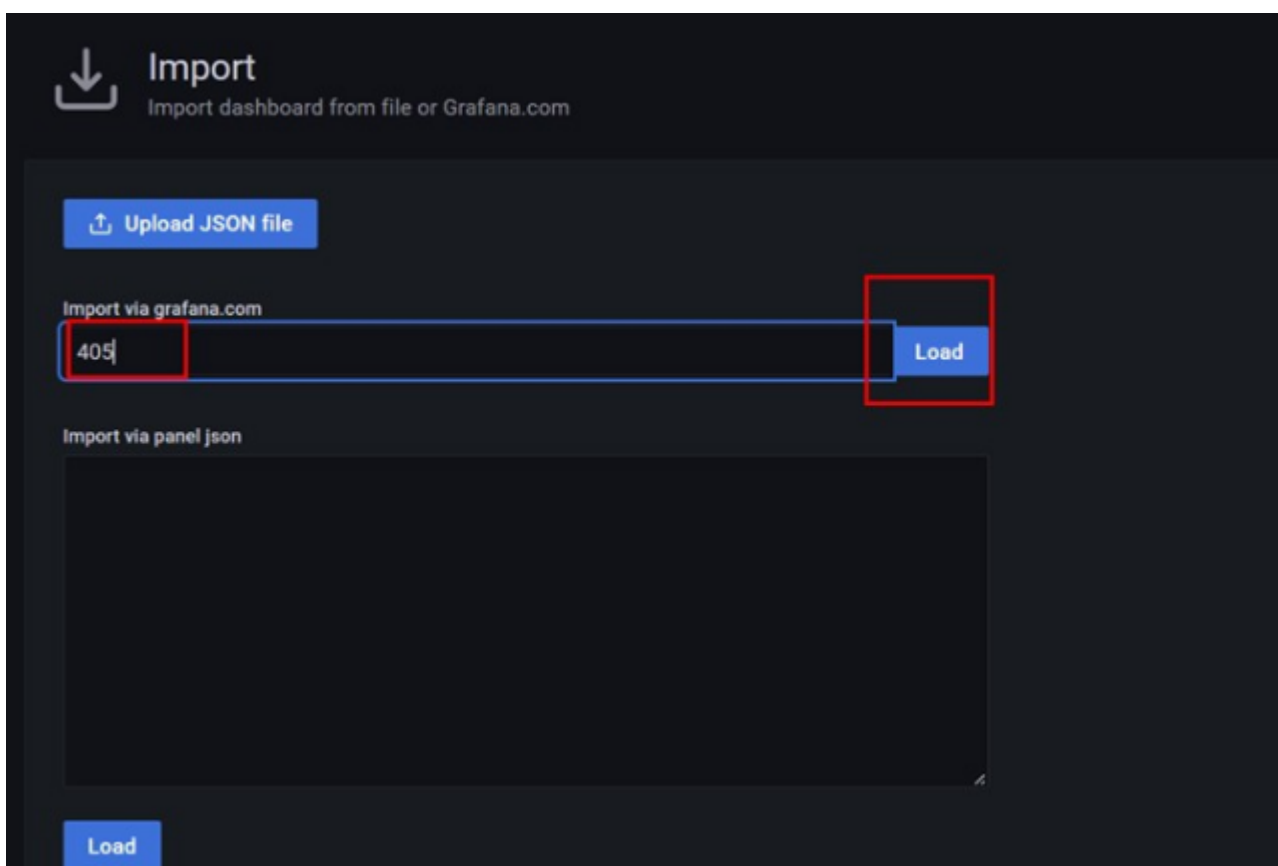 Import
Import dashboard from file or Grafana.com
Upload JSON file
Import via grafana.com
405
Load
Import via panel json
Load